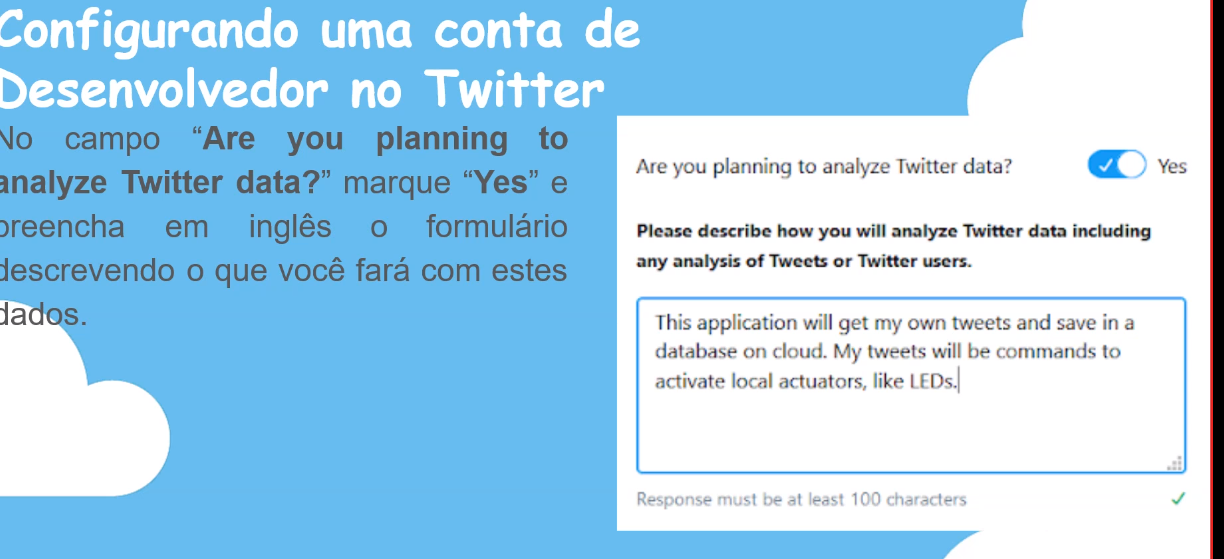 Configurando uma conta de
Desenvolvedor no Twitter
No campo “Are you planning to
analyze Twitter data?” marque “Yes” e
preencha em inglês o formulário
descrevendo o que você fará com estes
dados.
Are you planning to analyze Twitter data? Yes
Please describe how you will analyze Twitter data including
any analysis of Tweets or Twitter users.
This application will get my own tweets and save in a
database on cloud. My tweets will be commands to
activate local actuators, like LEDs.
Response must be at least 100 characters